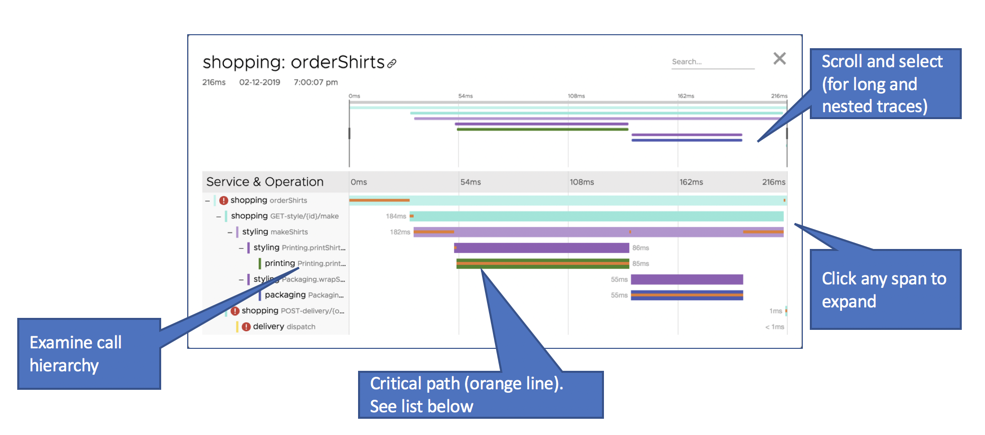 shopping: orderShirts
216ms 02-12-2019 7:00:07 pm
Search...
Scroll and select
(for long and
nested traces)
0ms 54ms 108ms 162ms 216ms
Service & Operation 0ms 54ms 108ms 162ms 216ms
shopping orderShirts
shopping GET-style/{id}/make 184ms
styling makeShirts 182ms
styling Printing.printShirt... 86ms
printing Printing.print... 85ms
styling Packaging.wrapS... 55ms
packaging Packagin... 55ms
shopping POST-delivery/{o... 1ms
delivery dispatch < 1ms
Click any span to
expand
Examine call
hierarchy
Critical path (orange line).
See list below